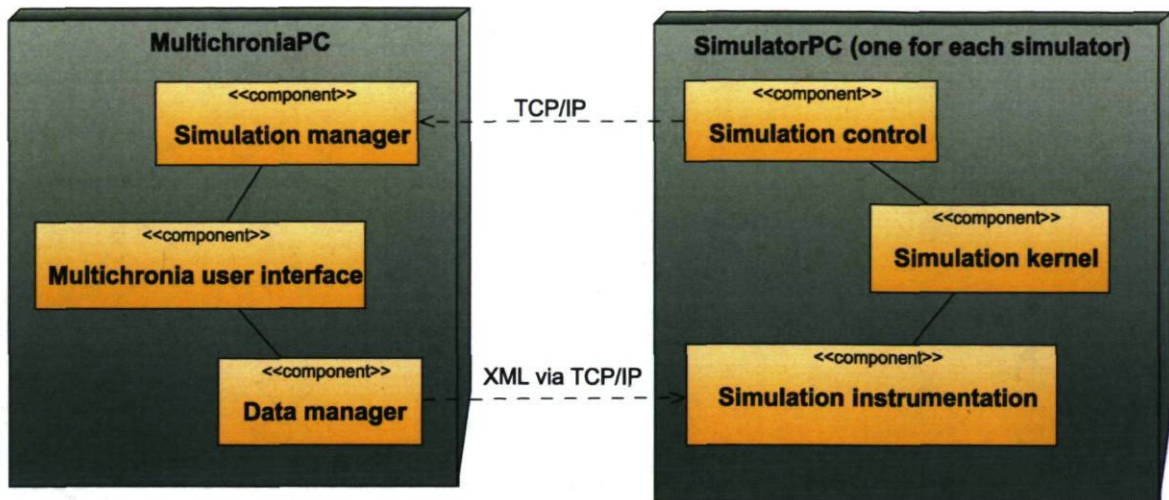 MultichroniaPC
<<component>>
Simulation manager
<<component>>
Multichronia user interface
<<component>>
Data manager
TCP/IP
XML via TCP/IP
SimulatorPC (one for each simulator)
<<component>>
Simulation control
<<component>>
Simulation kernel
<<component>>
Simulation instrumentation